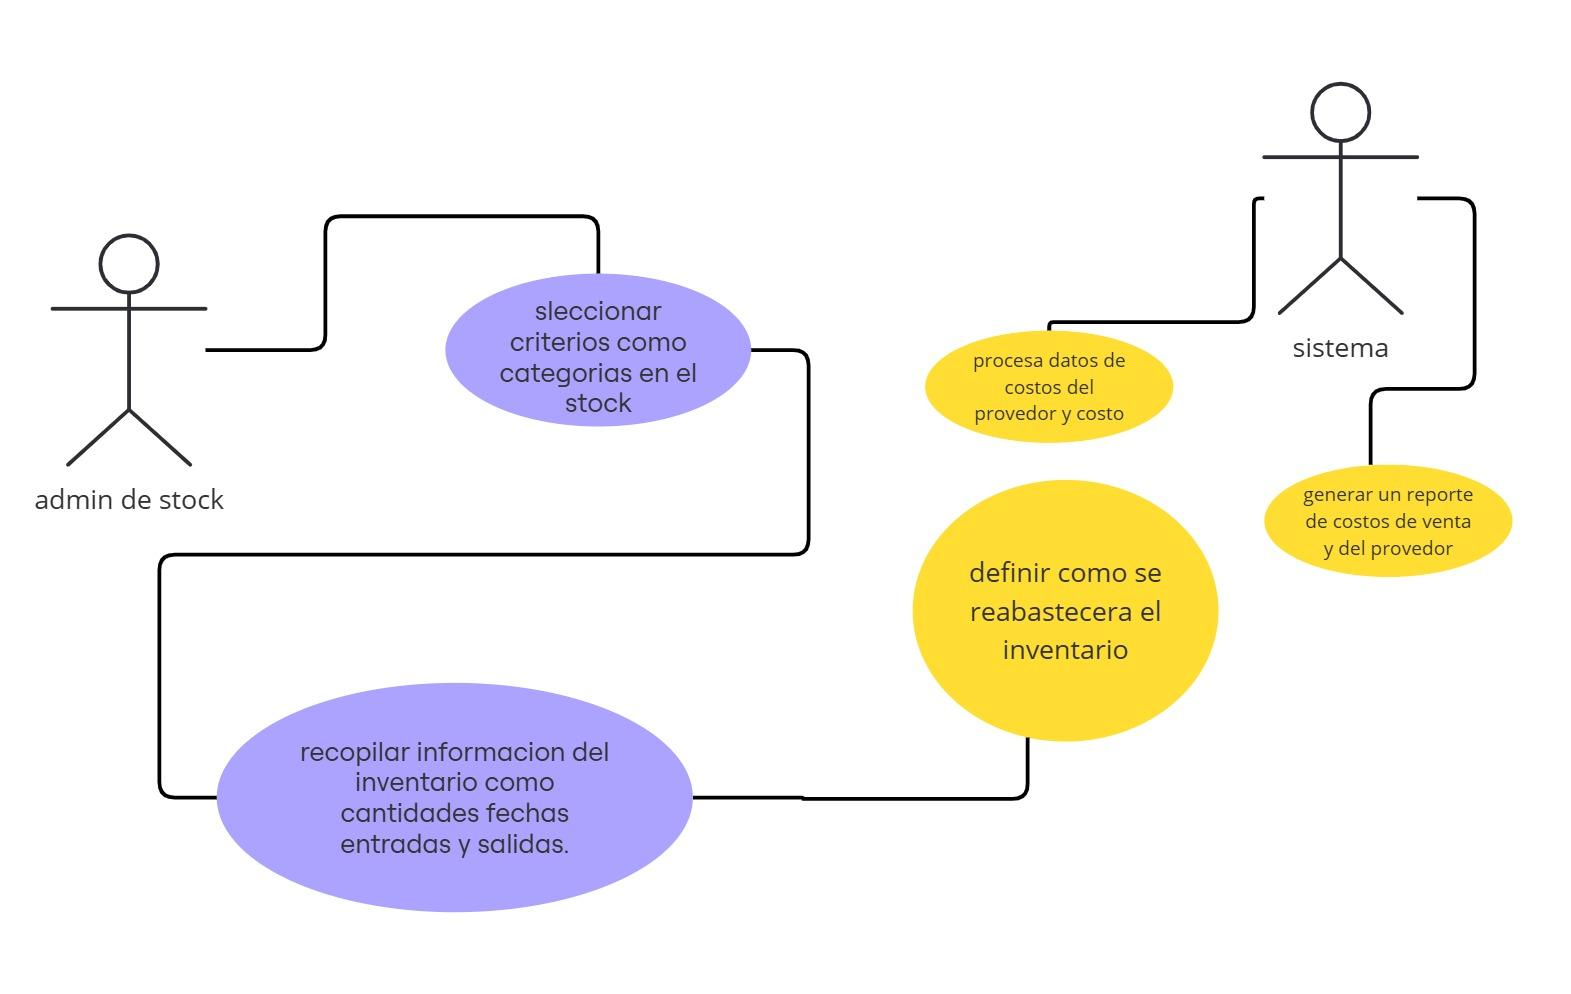 sleccionar
criterios como
categorias en el
stock
admin de stock
sistema
procesa datos de
costos del
provedor y costo
generar un reporte
de costos de venta
y del provedor
definir como se
reabastecera el
inventario
recopilar informacion del
inventario como
cantidades fechas
entradas y salidas.